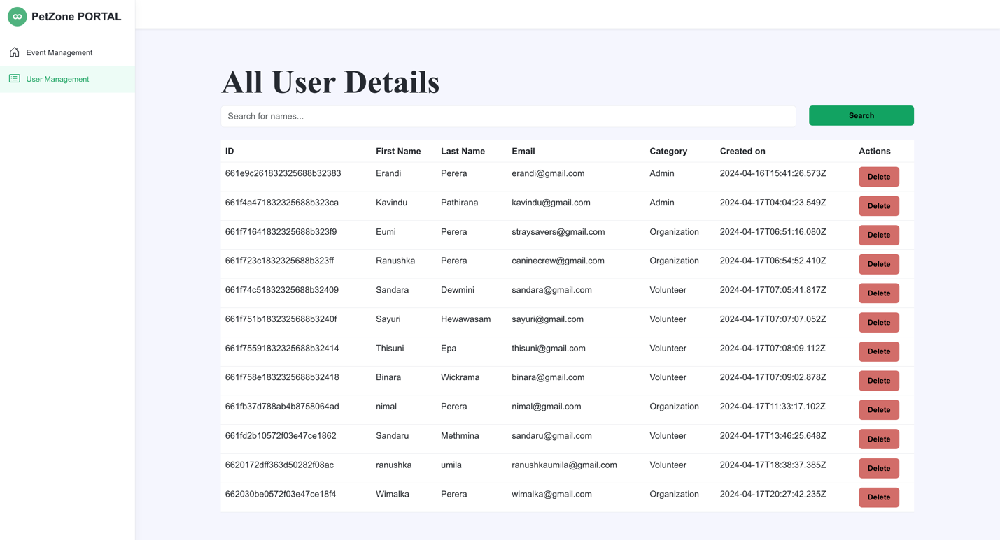 PetZone PORTAL
Event Management
User Management
All User Details
Search for names...
Search
ID First Name Last Name Email Category Created on Actions
661e9c261832325688b32383 Erandi Perera erandi@gmail.com Admin 2024-04-16T15:41:26.573Z Delete
661f4a471832325688b323ca Kavindu Pathirana kavindu@gmail.com Admin 2024-04-17T04:04:23.549Z Delete
661f71641832325688b323f9 Eumi Perera straysavers@gmail.com Organization 2024-04-17T06:51:16.080Z Delete
661f723c1832325688b323ff Ranushka Perera caninecrew@gmail.com Organization 2024-04-17T06:54:52.410Z Delete
661f74c51832325688b32409 Sandara Dewmini sandara@gmail.com Volunteer 2024-04-17T07:05:41.817Z Delete
661f751b1832325688b3240f Sayuri Hewawasam sayuri@gmail.com Volunteer 2024-04-17T07:07:07.052Z Delete
661f75591832325688b32414 Thisuni Epa thisuni@gmail.com Volunteer 2024-04-17T07:08:09.112Z Delete
661f758e1832325688b32418 Binara Wickrama binara@gmail.com Volunteer 2024-04-17T07:09:02.878Z Delete
661fb37d788ab4b8758064ad nimal Perera nimal@gmail.com Organization 2024-04-17T11:33:17.102Z Delete
661fd2b10572f03e47ce1862 Sandaru Methmina sandaru@gmail.com Volunteer 2024-04-17T13:46:25.648Z Delete
6620172dff363d50282f08ac ranushka umila ranushkaumila@gmail.com Volunteer 2024-04-17T18:38:37.385Z Delete
662030be0572f03e47ce18f4 Wimalka Perera wimalka@gmail.com Organization 2024-04-17T20:27:42.235Z Delete